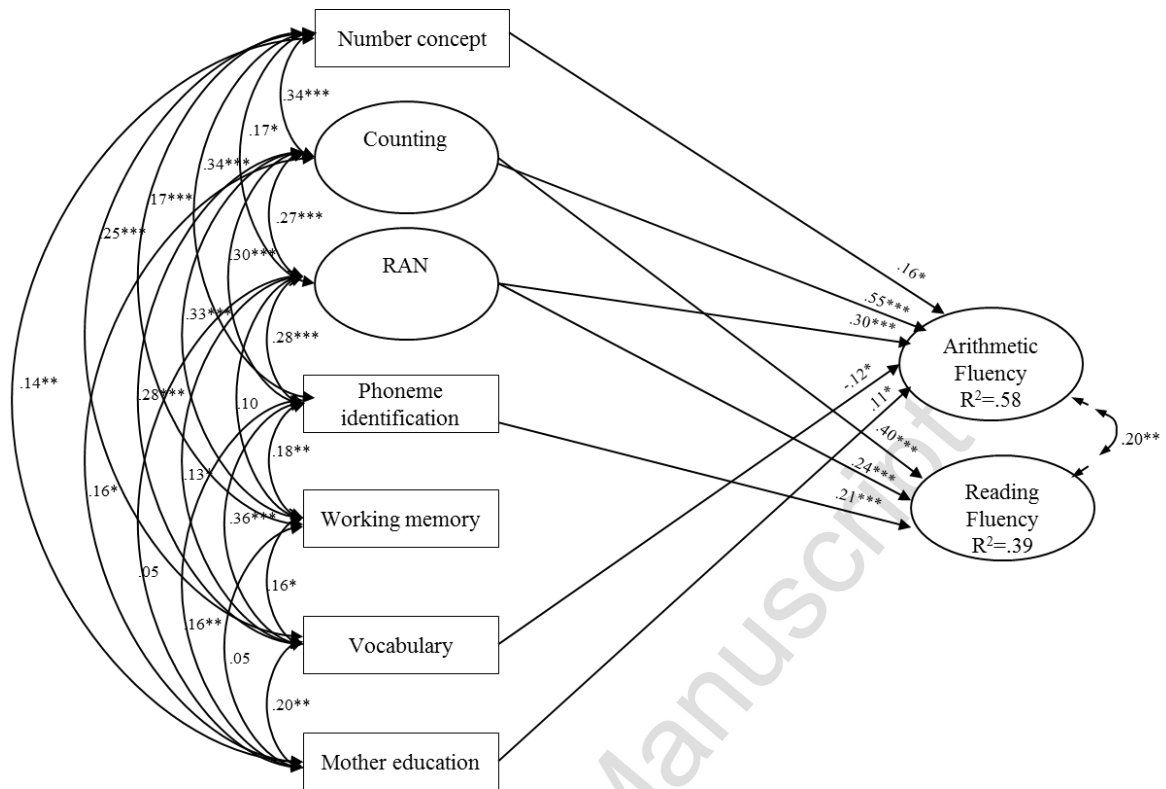 Number concept
.34***
Counting
.17*
.34***
.17***
.27***
.25***
.30***
RAN
.16*
.55***
.30***
.33***
.28***
Arithmetic
Fluency
R²=.58
.14**
.28***
.10
Phoneme
identification
-.12*
.11*
.40***
.20**
.18**
.24***
.13*
.21***
Reading
Fluency
R²=.39
.16*
.36***
Working memory
.05
.16*
.16**
.05
Vocabulary
.20**
Mother education
Manuscript